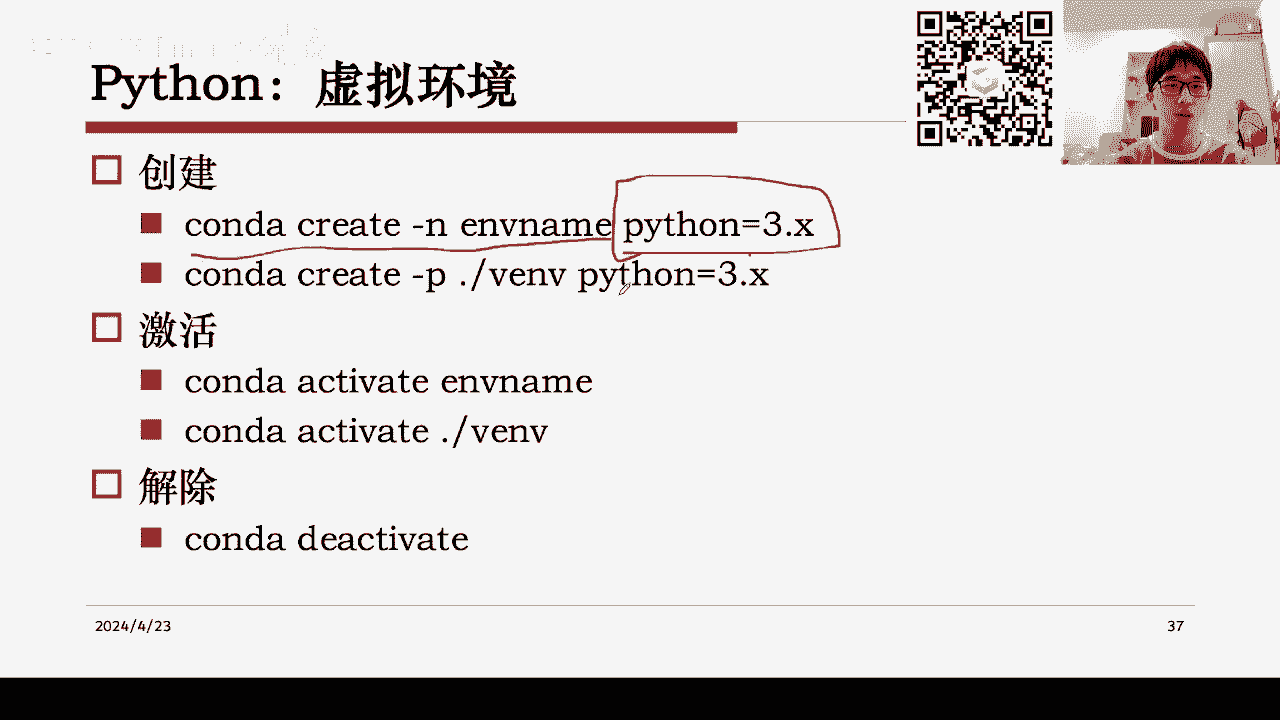 Python：虚拟环境
创建
conda create -n envname python=3.x
conda create -p ./venv python=3.x
激活
conda activate envname
conda activate ./venv
解除
conda deactivate
2024/4/23
37